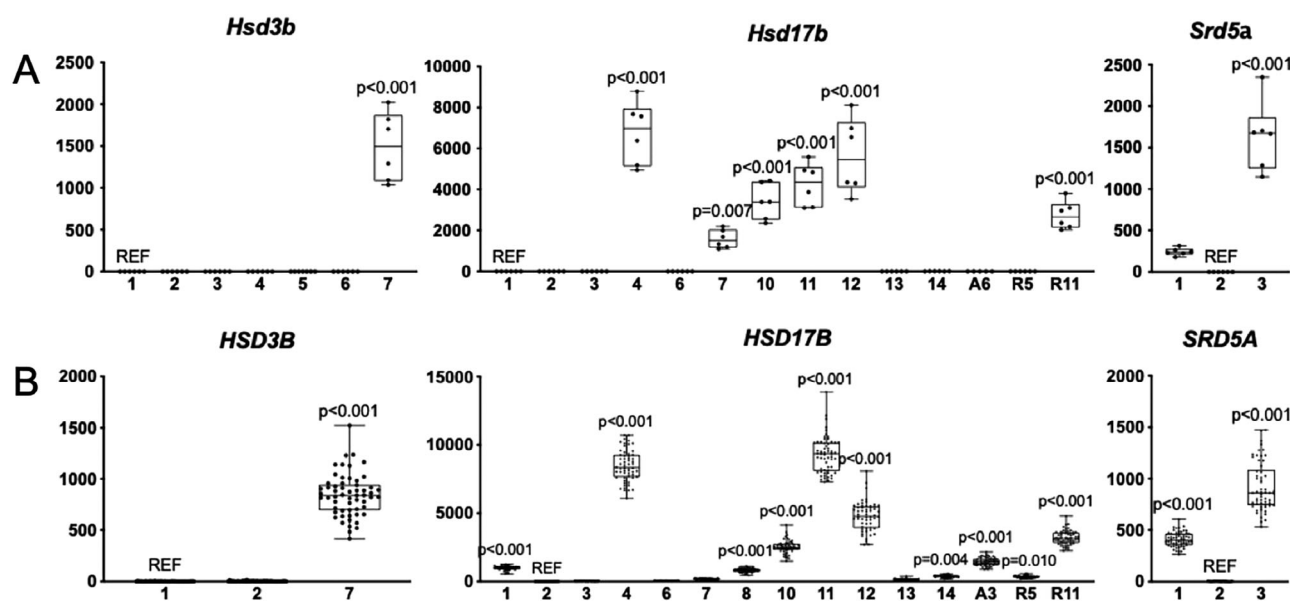 Hsd3b Hsd17b Srd5a
A
2500 2000 1500 1000 500 0
p<0.001
REF
1 2 3 4 5 6 7
10000 8000 6000 4000 2000 0
p<0.001 p<0.001
p<0.001
p<0.001
p=0.007 p<0.001
REF
1 2 3 4 6 7 10 11 12 13 14 A6 R5 R11
2500 2000 1500 1000 500 0
p<0.001
REF
1 2 3
HSD3B HSD17B SRD5A
B
2000 1500 1000 500 0
p<0.001
REF
1 2 7
15000 10000 5000 0
p<0.001
p<0.001
p<0.001
p<0.001 p<0.001
p<0.001 REF p<0.001 p<0.001
p=0.004 p=0.010
1 2 3 4 6 7 8 10 11 12 13 14 A3 R5 R11
2000 1500 1000 500 0
p<0.001
p<0.001
REF
1 2 3